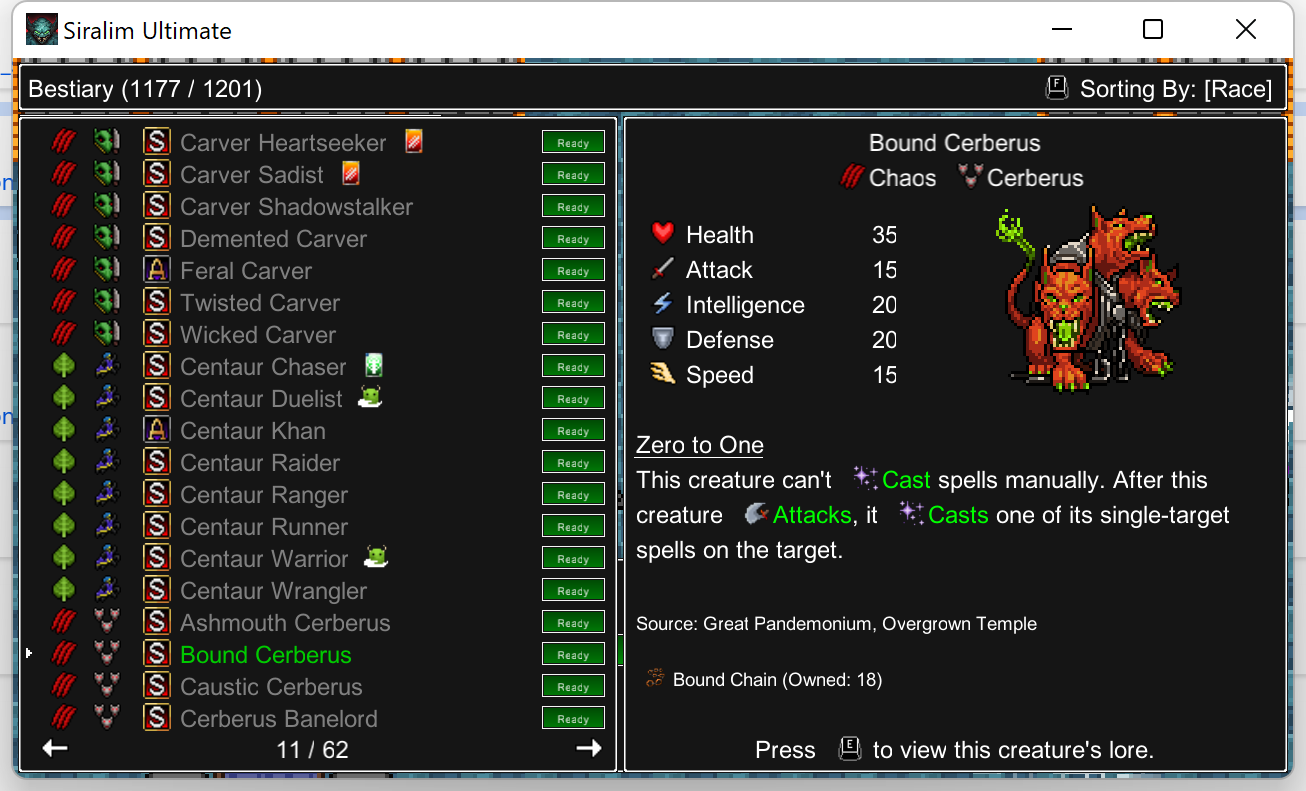 Siralim Ultimate
Bestiary (1177 / 1201)
F Sorting By: [Race]
S Carver Heartseeker Ready
S Carver Sadist Ready
S Carver Shadowstalker Ready
S Demented Carver Ready
A Feral Carver Ready
S Twisted Carver Ready
S Wicked Carver Ready
S Centaur Chaser Ready
S Centaur Duelist Ready
A Centaur Khan Ready
S Centaur Raider Ready
S Centaur Ranger Ready
S Centaur Runner Ready
S Centaur Warrior Ready
S Centaur Wrangler Ready
S Ashmouth Cerberus Ready
S Bound Cerberus Ready
S Caustic Cerberus Ready
S Cerberus Banelord Ready
11 / 62
Bound Cerberus
Chaos Cerberus
Health 35
Attack 15
Intelligence 20
Defense 20
Speed 15
Zero to One
This creature can't Cast spells manually. After this
creature Attacks, it Casts one of its single-target
spells on the target.
Source: Great Pandemonium, Overgrown Temple
Bound Chain (Owned: 18)
Press E to view this creature's lore.